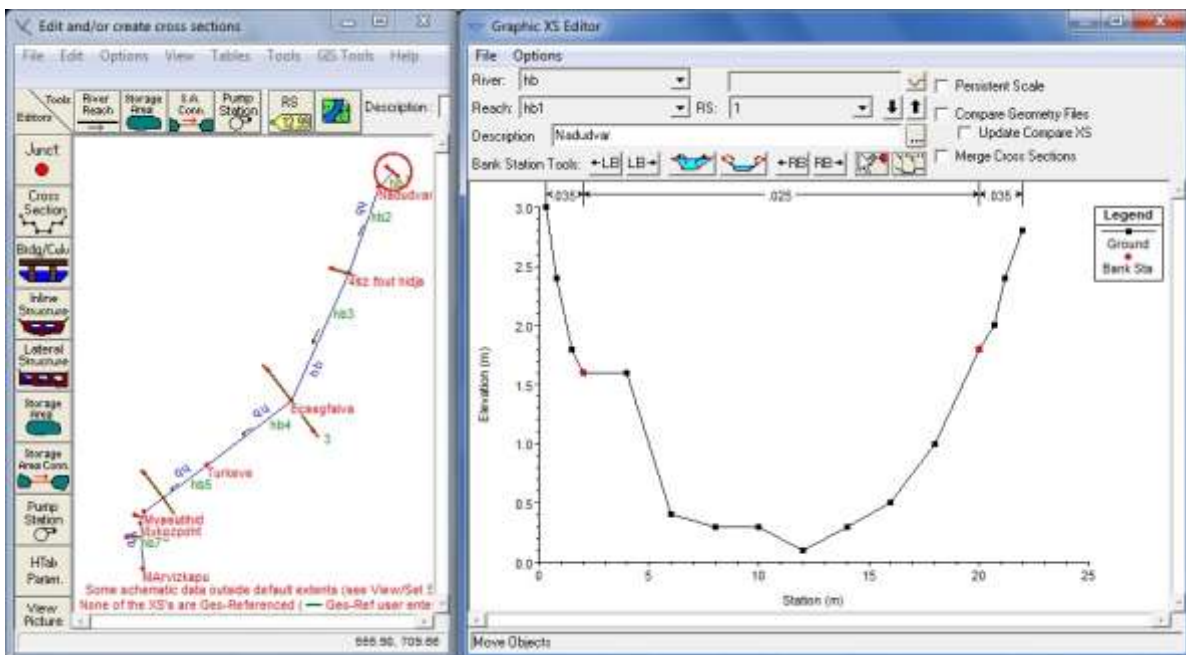 Edit and/or create cross sections
File Edit Options View Tables Tools GIS Tools Help
Tools
Editors
River Reach
Storage Area
S.A. Conn.
Pump Station
RS
Description :
Junct
Cross Section
Brdg/Culv
Inline Structure
Lateral Structure
Storage Area
Storage Area Conn.
Pump Station
HTab Param.
View Picture
Nadudvar
hb2
hb3
hb
Ecsegfalva
hb4
3
Turkeve
hb5
hb7
MArvizkapu
Some schematic data outside default extents (see View/Set S
None of the XS's are Geo-Referenced ( Geo-Ref user ente
Graphic XS Editor
File Options
River: hb
Persistent Scale
Reach: hb1 RS: 1
Compare Geometry Files
Update Compare XS
Description Nadudvar ...
Merge Cross Sections
Bank Station Tools: LB LB RB RB
.035 .025 .035
Legend
Ground
Bank Sta
Elevation (m)
3.0
2.5
2.0
1.5
1.0
0.5
0.0
0 5 10 15 20 25
Station (m)
Move Objects